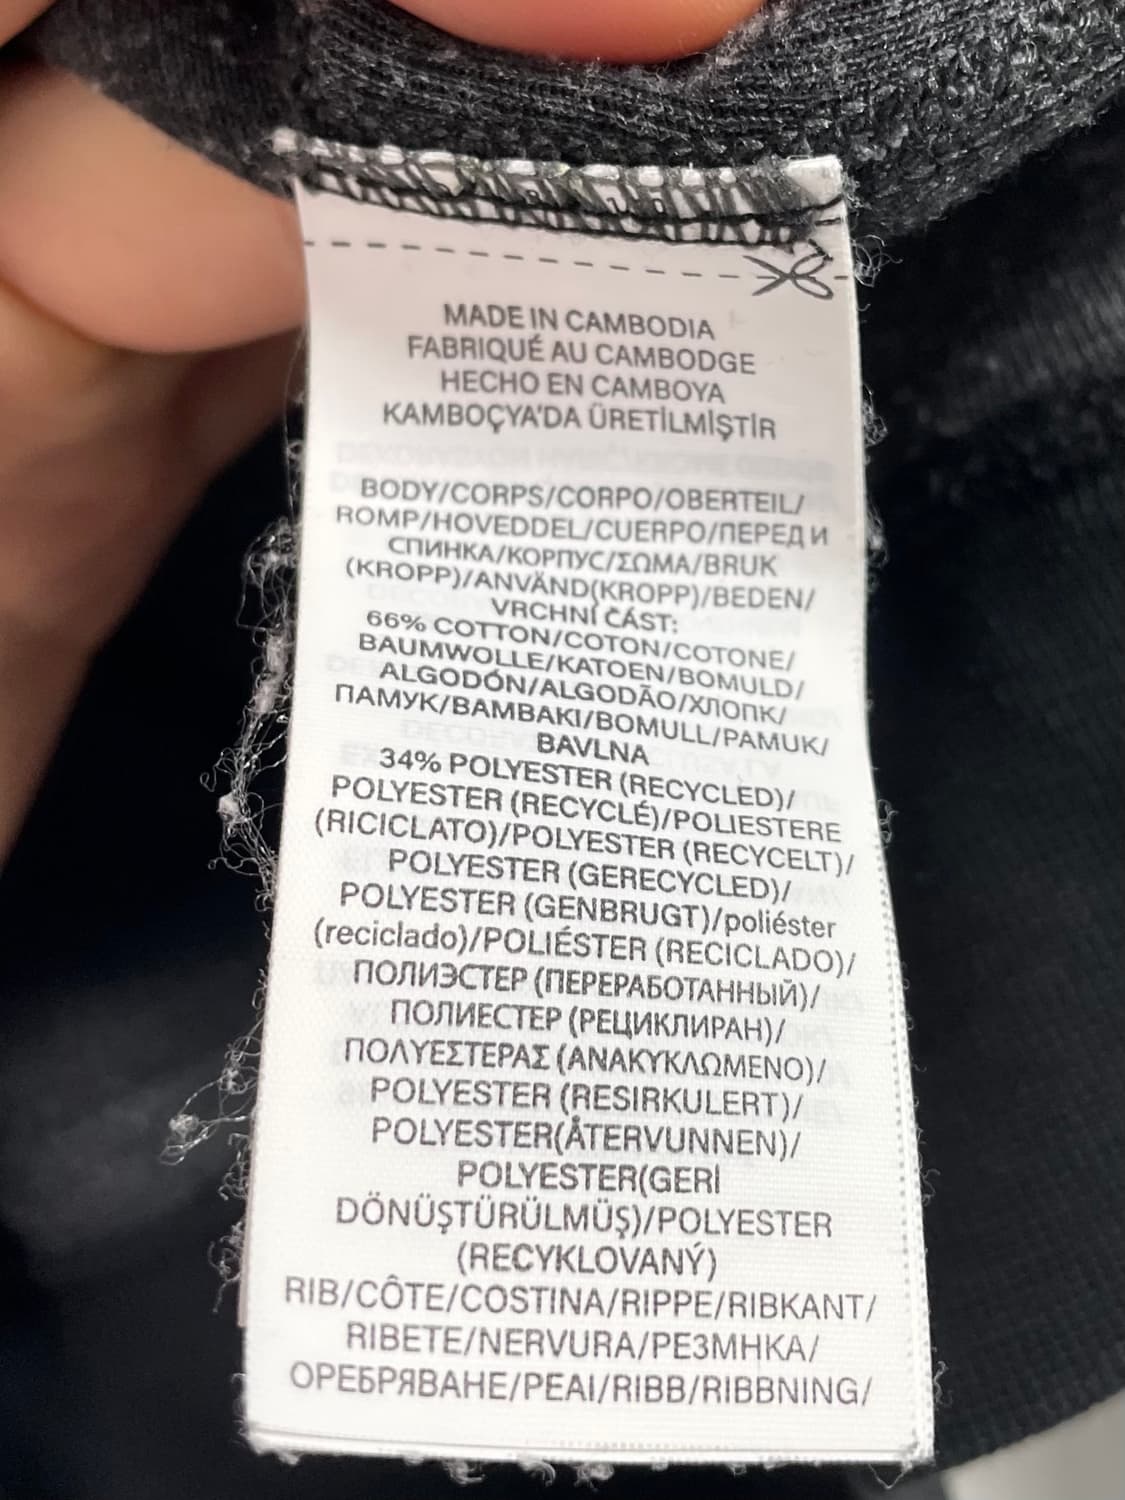 MADE IN CAMBODIA
FABRIQUÉ AU CAMBODGE
HECHO EN CAMBOYA
KAMBOÇYA'DA ÜRETİLMİŞTİR
BODY/CORPS/CORPO/OBERTEIL/
ROMP/HOVEDDEL/CUERPO/ПЕРЕД И
СПИНКА/КОРПУС/ΣΩΜΑ/BRUK
(KROPP)/ANVÄND(KROPP)/BEDEN/
VRCHNÍ ČÁST:
66% COTTON/COTON/COTONE/
BAUMWOLLE/KATOEN/BOMULD/
ALGODÓN/ALGODÃO/ХЛОПК/
ПАМУК/ΒΑΜΒΑΚΙ/BOMULL/PAMUK/
BAVLNA
34% POLYESTER (RECYCLED)/
POLYESTER (RECYCLÉ)/POLIESTERE
(RICICLATO)/POLYESTER (RECYCELT)/
POLYESTER (GERECYCLED)/
POLYESTER (GENBRUGT)/poliéster
(reciclado)/POLIÉSTER (RECICLADO)/
ПОЛИЭСТЕР (ПЕРЕРАБОТАННЫЙ)/
ПОЛИЕСТЕР (РЕЦИКЛИРАН)/
ΠΟΛΥΕΣΤΕΡΑΣ (ΑΝΑΚΥΚΛΩΜΕΝΟ)/
POLYESTER (RESIRKULERT)/
POLYESTER(ÅTERVUNNEN)/
POLYESTER(GERİ
DÖNÜŞTÜRÜLMÜŞ)/POLYESTER
(RECYKLOVANÝ)
RIB/CÔTE/COSTINA/RIPPE/RIBKANT/
RIBETE/NERVURA/РЕЗМНКА/
ОРЕБРЯВАНЕ/ΡΕΑΙ/RIBB/RIBBNING/